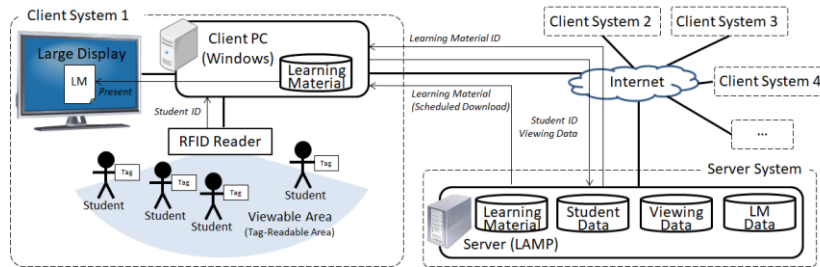 Client System 1
Large Display
LM
Present
Client PC
(Windows)
Learning
Material
Student ID
RFID Reader
Tag
Student
Tag
Student
Tag
Student
Tag
Student
Viewable Area
(Tag-Readable Area)
Learning Material ID
Learning Material
(Scheduled Download)
Student ID
Viewing Data
Client System 2
Client System 3
Internet
Client System 4
...
Server System
Learning
Material
Student
Data
Viewing
Data
LM
Data
Server (LAMP)